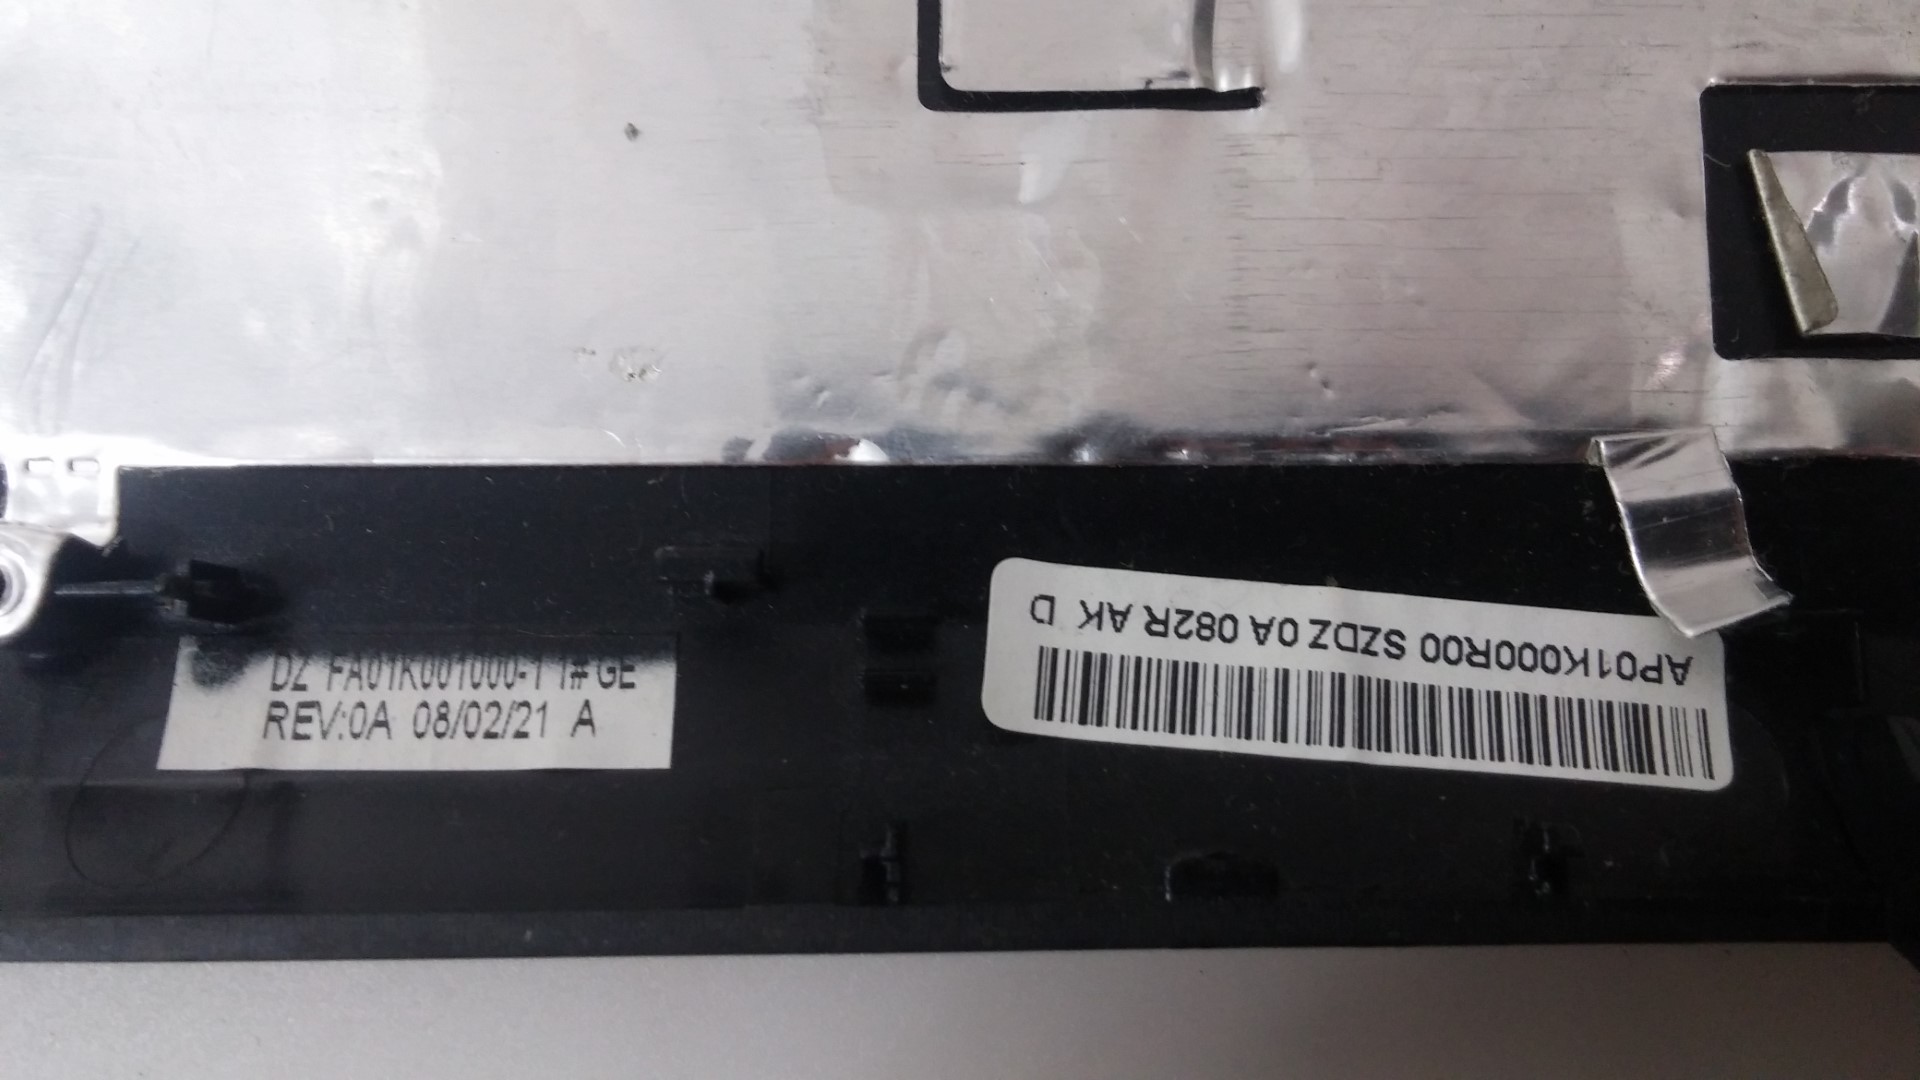 DZ FA01K001000-1 1# GE
REV:0A 08/02/21 A
AP01K000R00 SZDZ 0A 082R AK D